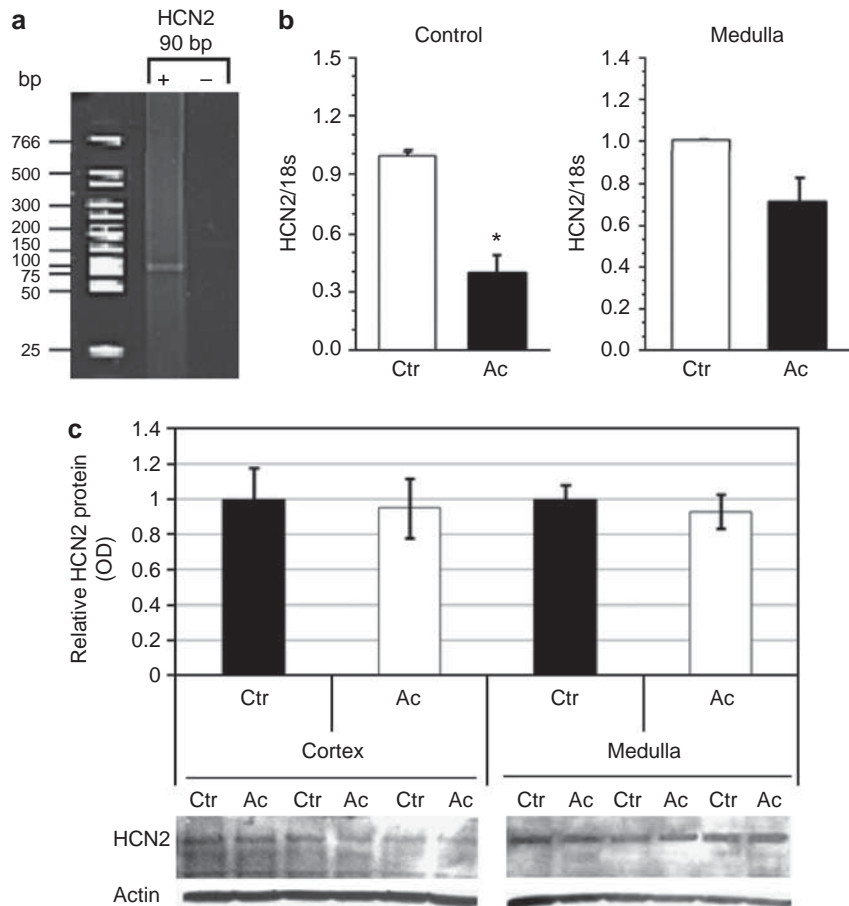 a
HCN2
90 bp
bp
+ –
766
500
300
200
150
100
75
50
25
b
Control
HCN2/18s
1.5
1.2
0.9
0.6
0.3
0.0
*
Ctr Ac
Medulla
HCN2/18s
1.4
1.2
1.0
0.8
0.6
0.4
0.2
0.0
Ctr Ac
c
Relative HCN2 protein
(OD)
1.4
1.2
1
0.8
0.6
0.4
0.2
0
Ctr Ac Ctr Ac
Cortex Medulla
Ctr Ac Ctr Ac Ctr Ac Ctr Ac Ctr Ac Ctr Ac
HCN2
Actin